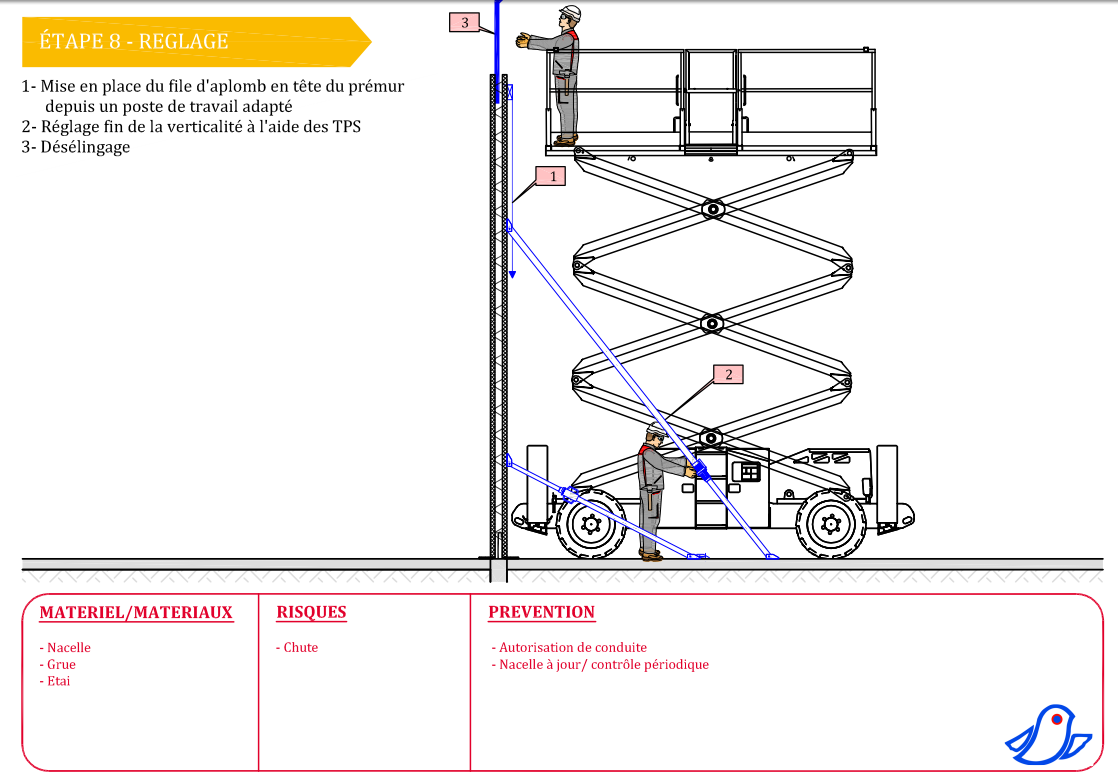 3
ÉTAPE 8 - REGLAGE
1- Mise en place du file d'aplomb en tête du prémur
depuis un poste de travail adapté
2- Réglage fin de la verticalité à l'aide des TPS
3- Désélingage
1
2
MATERIEL/MATERIAUX
- Nacelle
- Grue
- Etai
RISQUES
- Chute
PREVENTION
- Autorisation de conduite
- Nacelle à jour/ contrôle périodique